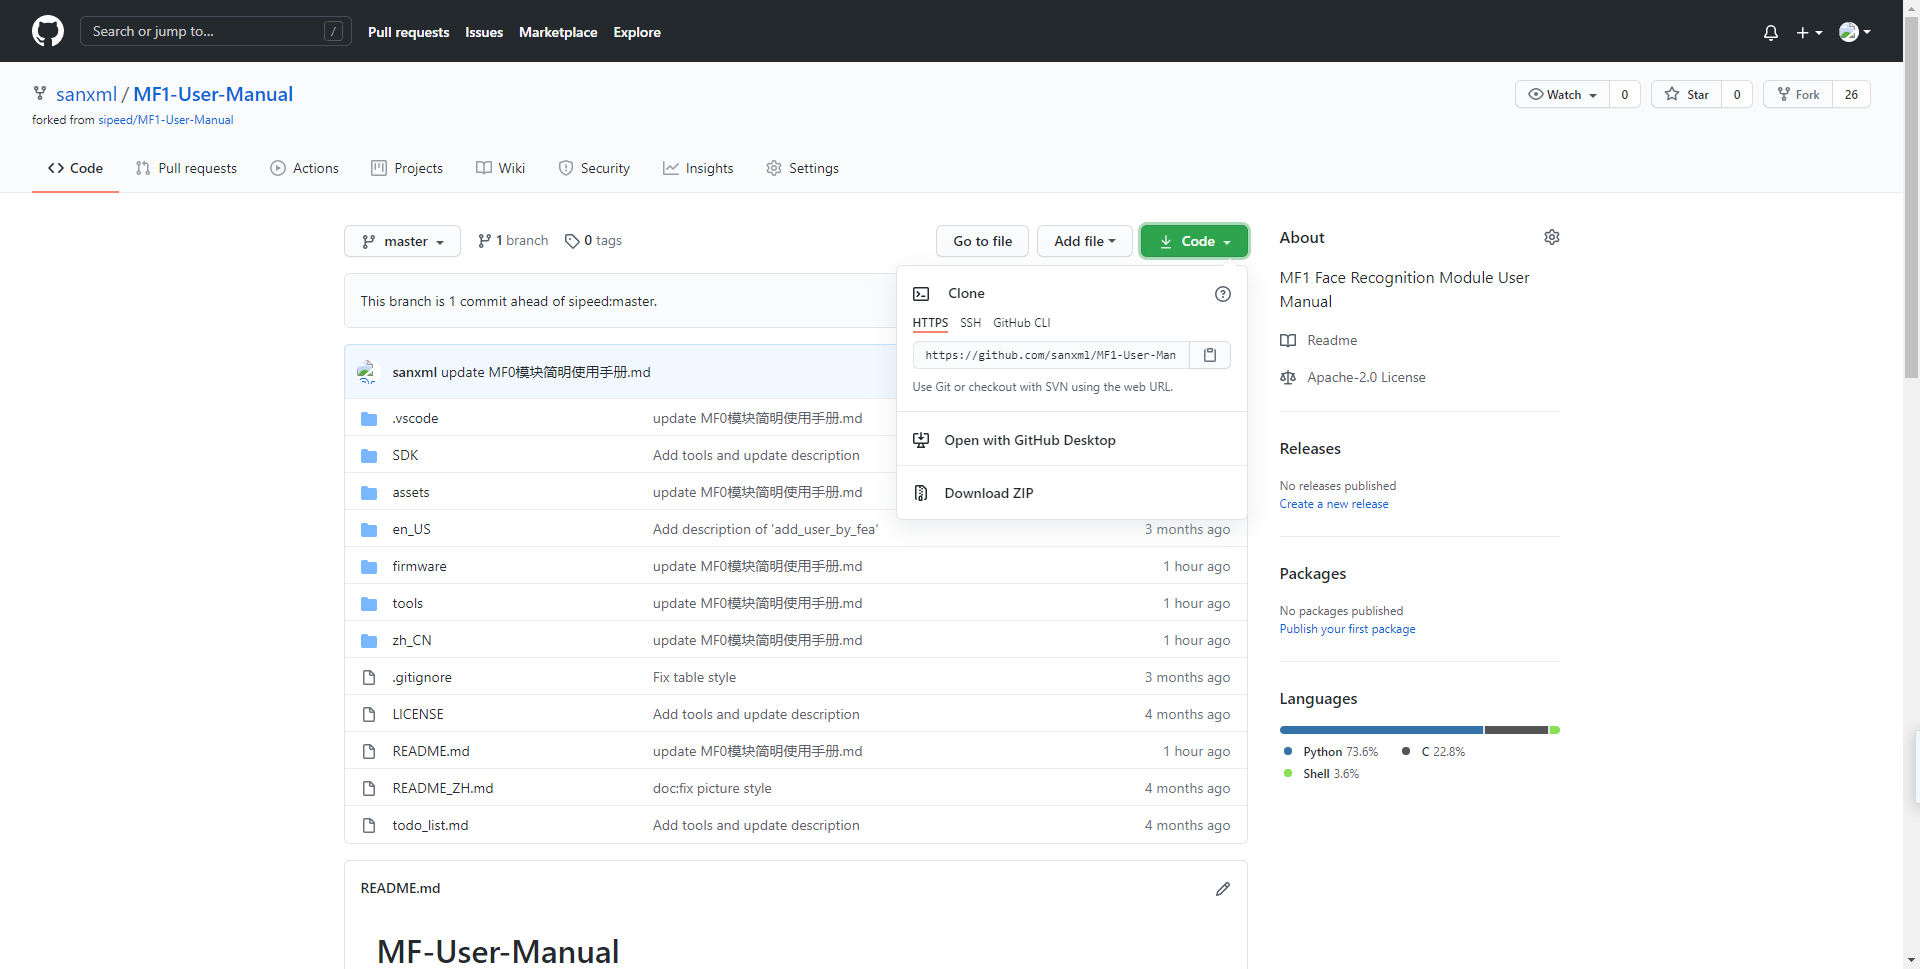 Search or jump to... /
Pull requests Issues Marketplace Explore
sanxml / MF1-User-Manual
Watch 0 Star 0 Fork 26
forked from sipeed/MF1-User-Manual
Code Pull requests Actions Projects Wiki Security Insights Settings
master 1 branch 0 tags Go to file Add file Code
This branch is 1 commit ahead of sipeed:master.
Clone
HTTPS SSH GitHub CLI
https://github.com/sanxml/MF1-User-Man
Use Git or checkout with SVN using the web URL.
Open with GitHub Desktop
Download ZIP
sanxml update MF0模块简明使用手册.md
.vscode update MF0模块简明使用手册.md
SDK Add tools and update description
assets update MF0模块简明使用手册.md
en_US Add description of 'add_user_by_fea' 3 months ago
firmware update MF0模块简明使用手册.md 1 hour ago
tools update MF0模块简明使用手册.md 1 hour ago
zh_CN update MF0模块简明使用手册.md 1 hour ago
.gitignore Fix table style 3 months ago
LICENSE Add tools and update description 4 months ago
README.md update MF0模块简明使用手册.md 1 hour ago
README_ZH.md doc:fix picture style 4 months ago
todo_list.md Add tools and update description 4 months ago
README.md
MF-User-Manual
About
MF1 Face Recognition Module User
Manual
Readme
Apache-2.0 License
Releases
No releases published
Create a new release
Packages
No packages published
Publish your first package
Languages
Python 73.6% C 22.8%
Shell 3.6%